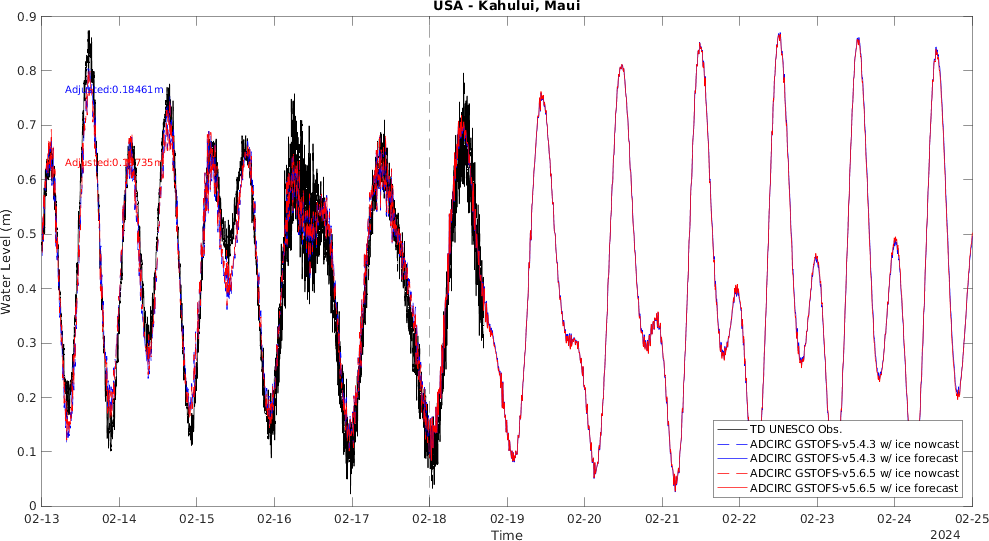 USA - Kahului, Maui
0.9
0.8
0.7
0.6
0.5
0.4
0.3
0.2
0.1
0
Water Level (m)
Adjusted:0.18461m
TD UNESCO Obs.
ADCIRC GSTOFS-v5.4.3 w/ ice nowcast
ADCIRC GSTOFS-v5.4.3 w/ ice forecast
ADCIRC GSTOFS-v5.6.5 w/ ice nowcast
ADCIRC GSTOFS-v5.6.5 w/ ice forecast
02-13 02-14 02-15 02-16 02-17 02-18 02-19 02-20 02-21 02-22 02-23 02-24 02-25
Time
2024